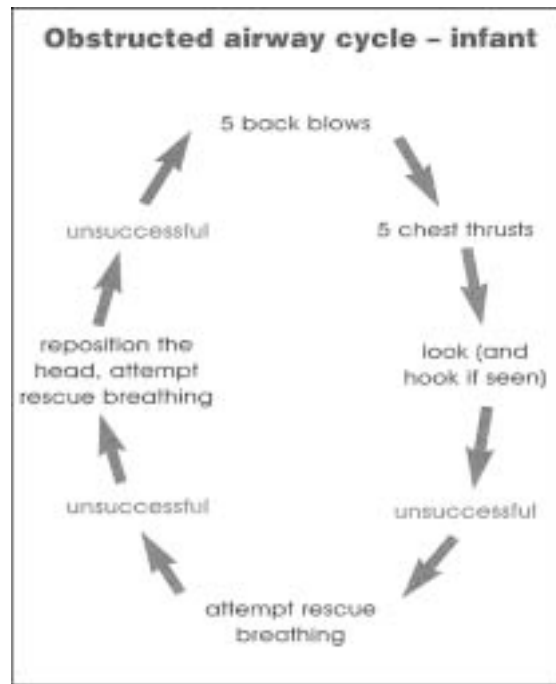 Obstructed airway cycle – infant
5 back blows
5 chest thrusts
look (and
hook if seen)
unsuccessful
attempt rescue
breathing
unsuccessful
reposition the
head, attempt
rescue breathing
unsuccessful